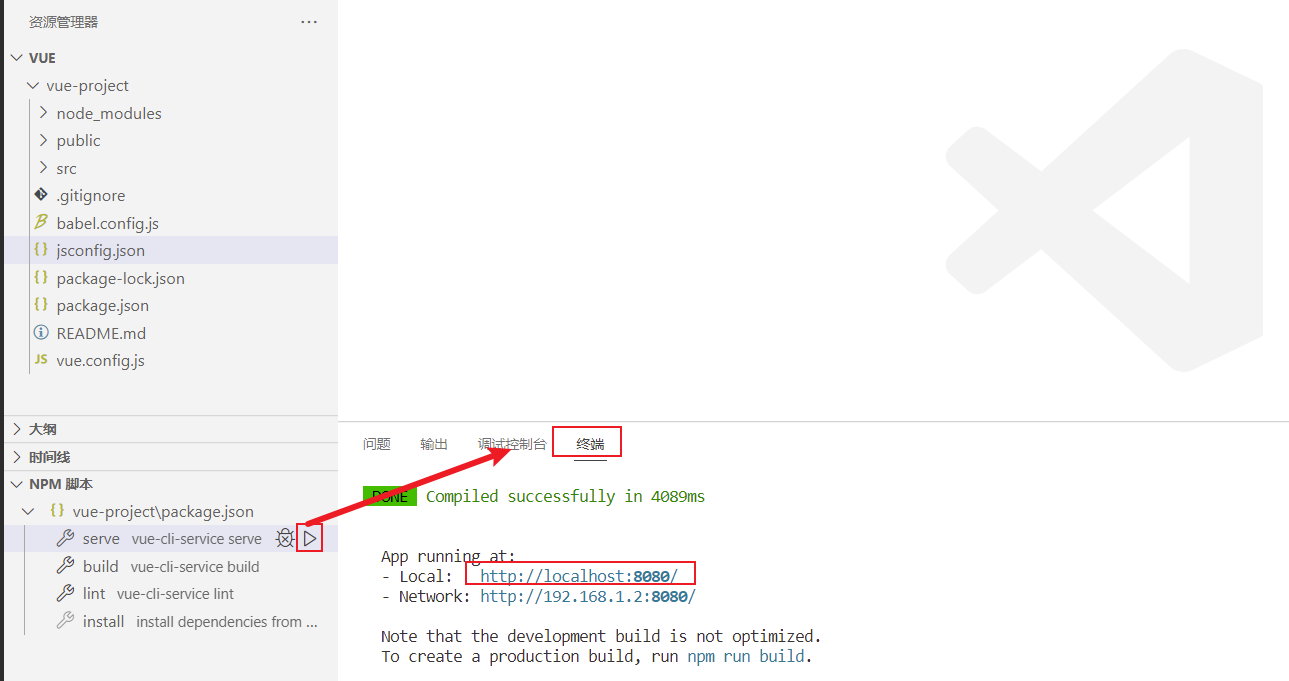 资源管理器 ···
VUE
vue-project
node_modules
public
src
.gitignore
babel.config.js
jsconfig.json
package-lock.json
package.json
README.md
JS vue.config.js
大纲
时间线
NPM 脚本
vue-project\package.json
serve vue-cli-service serve
build vue-cli-service build
lint vue-cli-service lint
install install dependencies from ...
问题 输出 调试控制台 终端
DONE Compiled successfully in 4089ms
App running at:
- Local: http://localhost:8080/
- Network: http://192.168.1.2:8080/
Note that the development build is not optimized.
To create a production build, run npm run build.